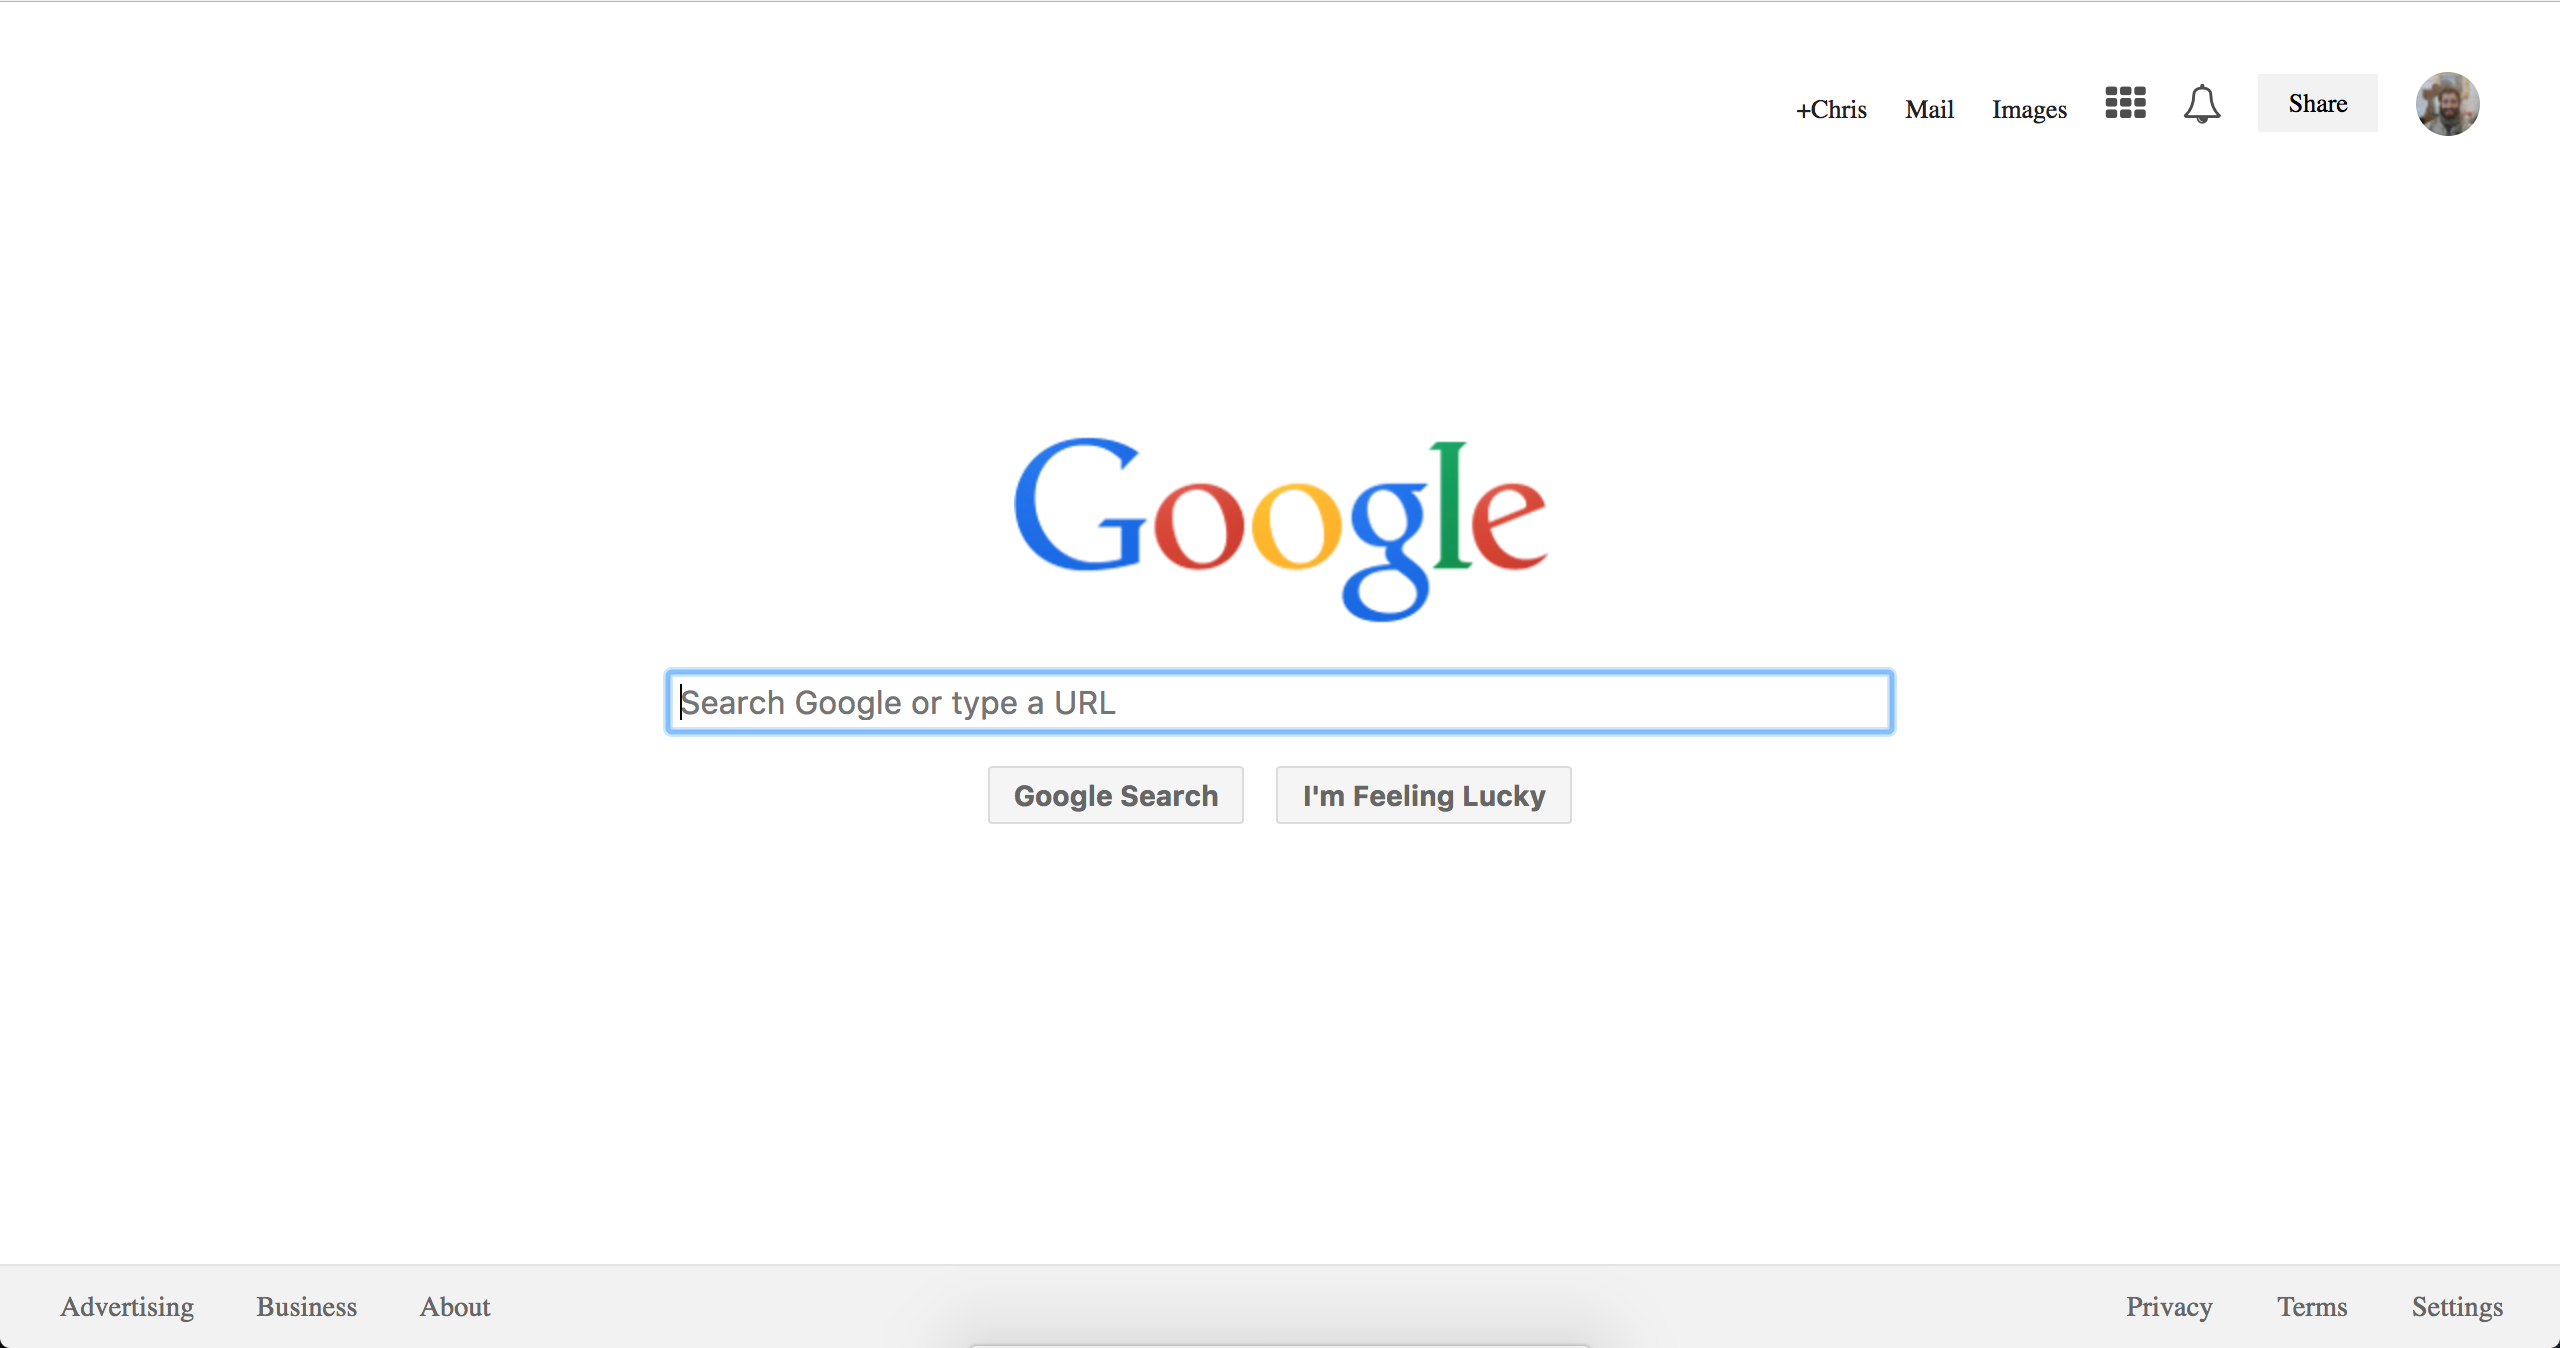 +Chris Mail Images Share
Google
Search Google or type a URL
Google Search I'm Feeling Lucky
Advertising Business About Privacy Terms Settings